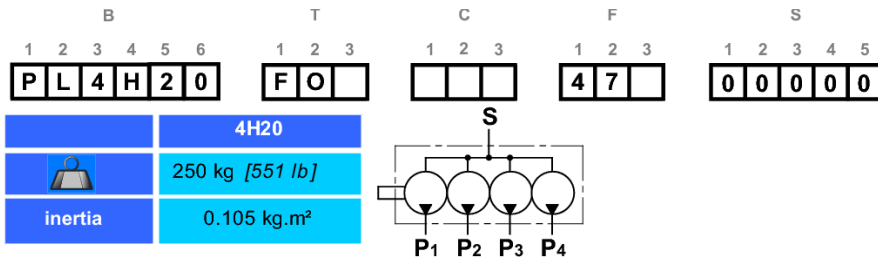 B T C F S
1 2 3 4 5 6 1 2 3 1 2 3 1 2 3 1 2 3 4 5
P L 4 H 2 0 F O 4 7 0 0 0 0 0
4H20
S
250 kg [551 lb]
inertia 0.105 kg.m²
P1 P2 P3 P4